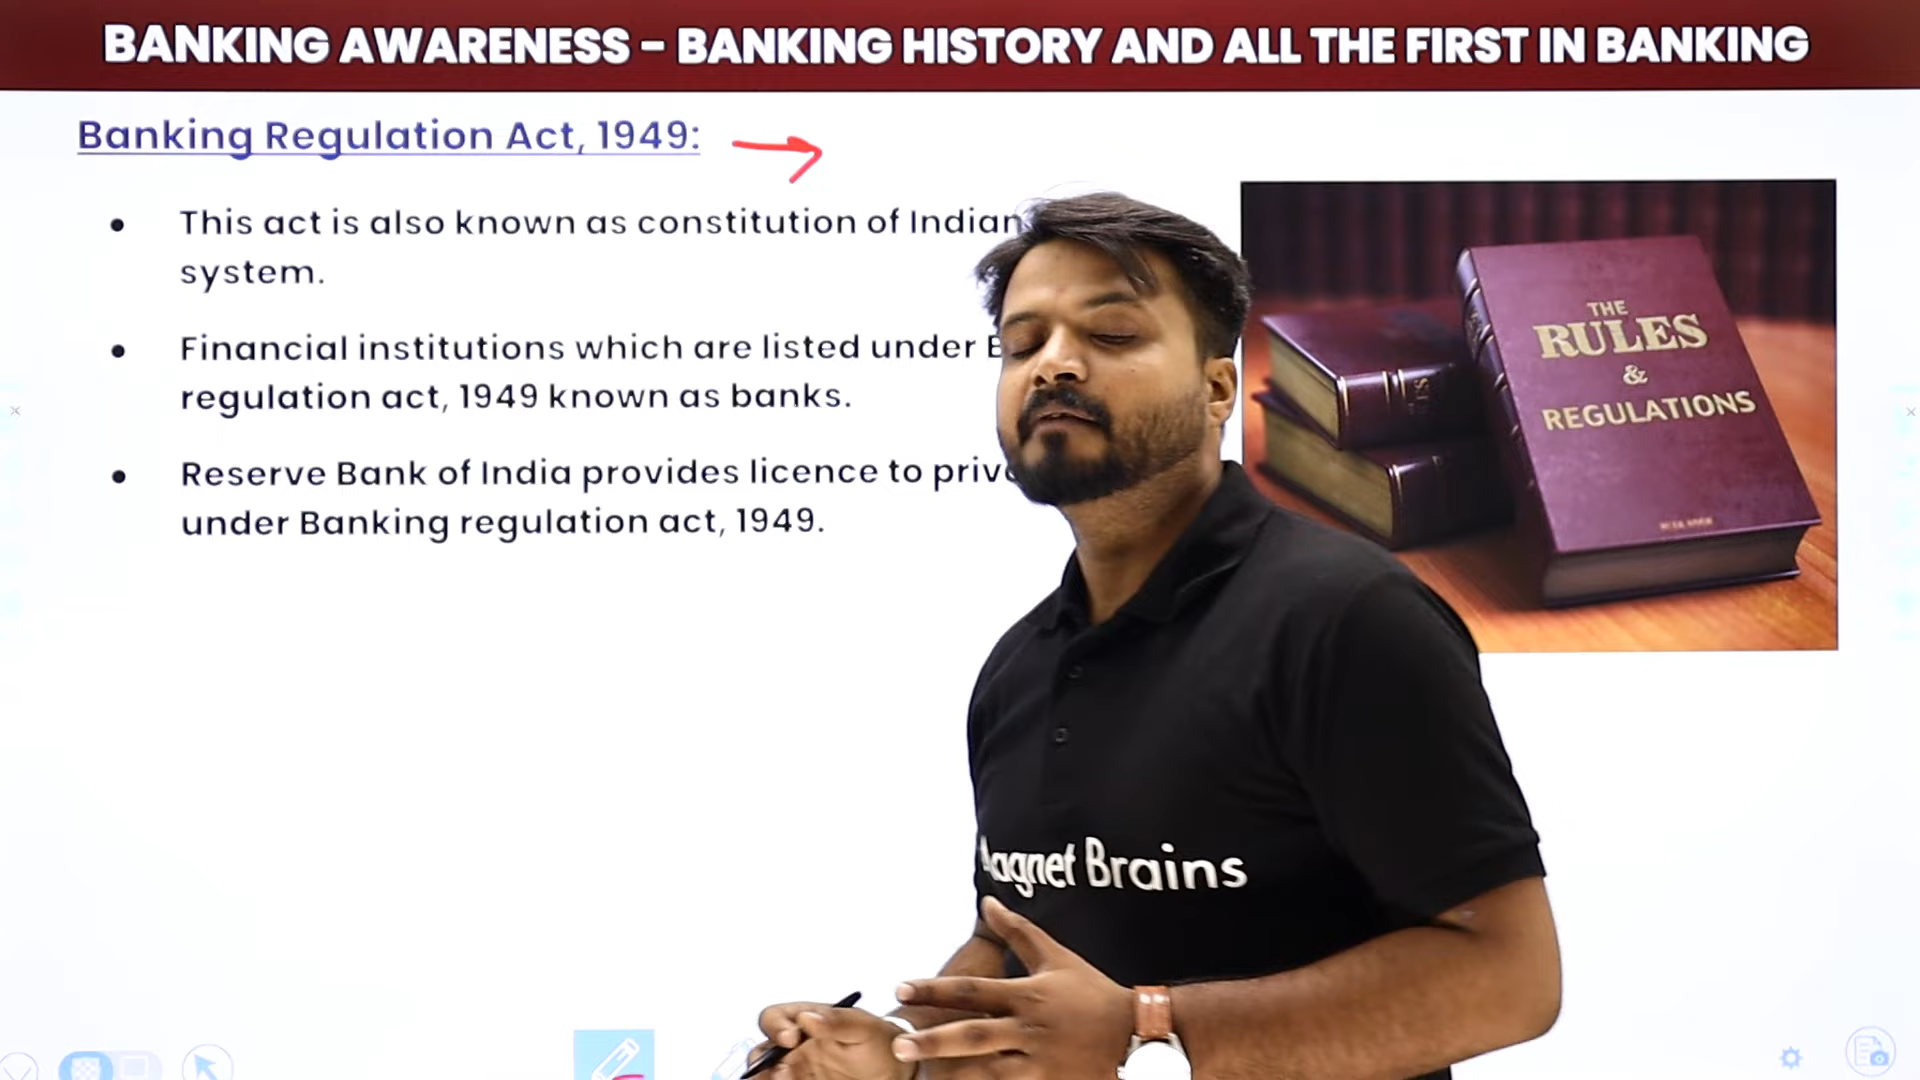 BANKING AWARENESS – BANKING HISTORY AND ALL THE FIRST IN BANKING
Banking Regulation Act, 1949:
This act is also known as constitution of Indian
system.
Financial institutions which are listed under
regulation act, 1949 known as banks.
Reserve Bank of India provides licence to
under Banking regulation act, 1949.
THE
RULES
&
REGULATIONS
Brains